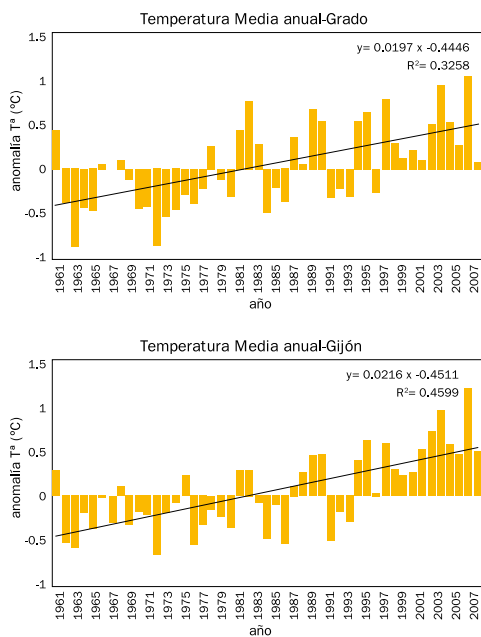 Temperatura Media anual-Grado
y= 0.0197 x -0.4446
R²= 0.3258
anomalía Tª (ºC)
1.5
1
0.5
0
-0.5
-1
1961 1963 1965 1967 1969 1971 1973 1975 1977 1979 1981 1983 1985 1987 1989 1991 1993 1995 1997 1999 2001 2003 2005 2007
año
Temperatura Media anual-Gijón
y= 0.0216 x -0.4511
R²= 0.4599
anomalía Tª (ºC)
1.5
1
0.5
0
-0.5
-1
1961 1963 1965 1967 1969 1971 1973 1975 1977 1979 1981 1983 1985 1987 1989 1991 1993 1995 1997 1999 2001 2003 2005 2007
año